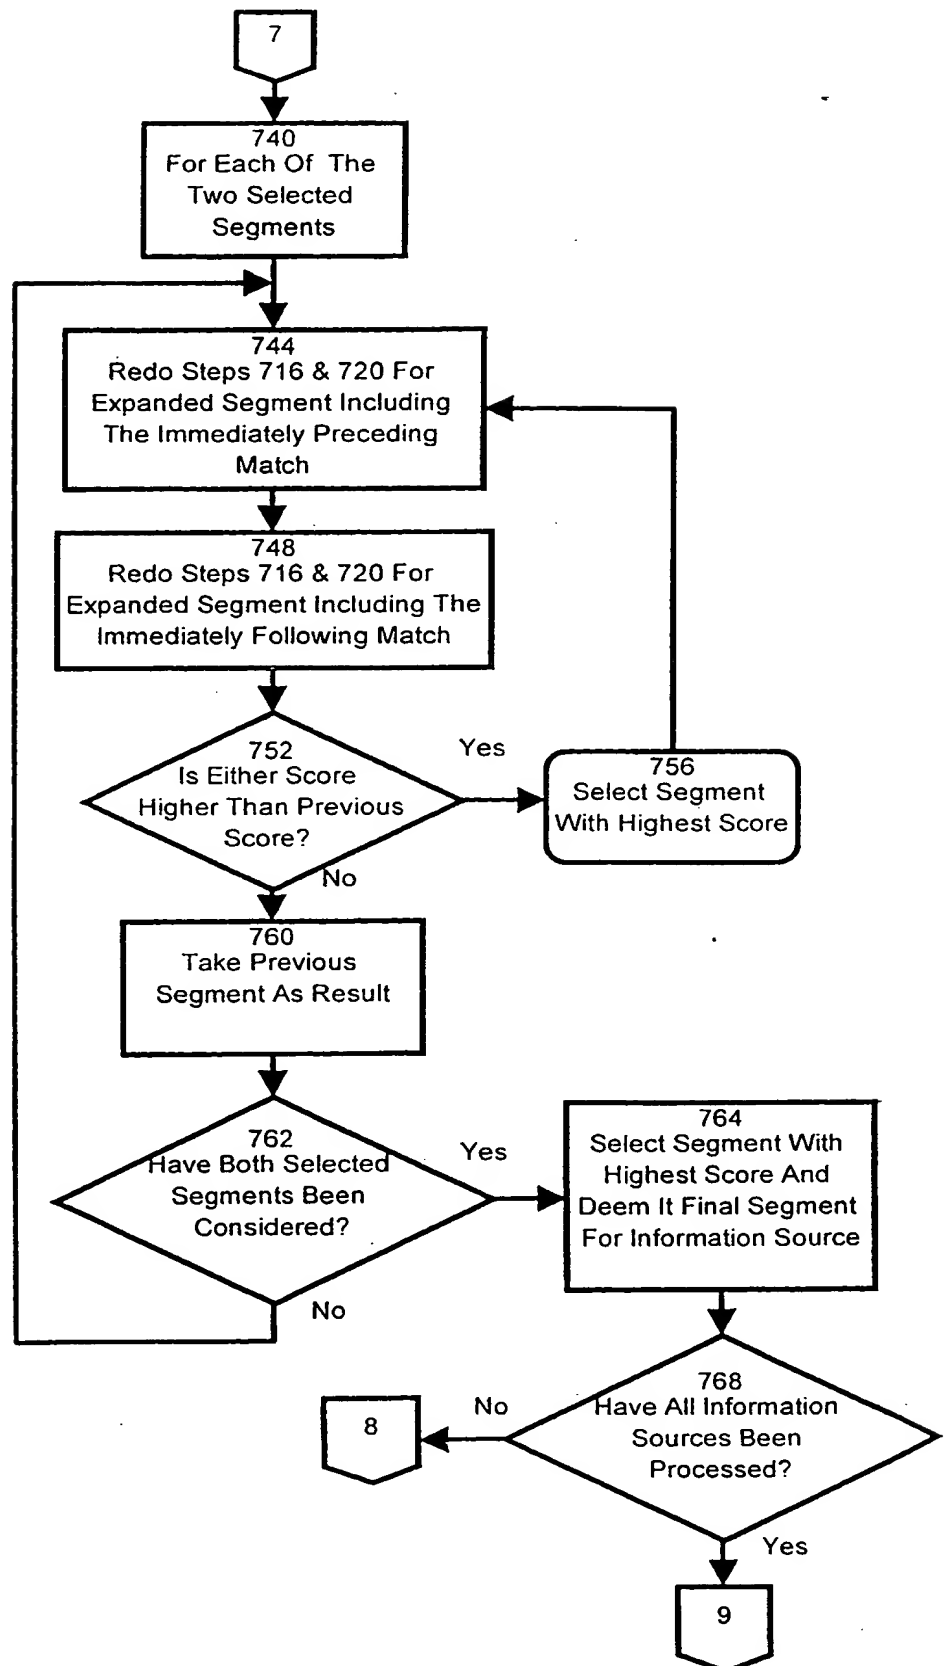 7
740
For Each Of The
Two Selected
Segments
744
Redo Steps 716 & 720 For
Expanded Segment Including
The Immediately Preceding
Match
748
Redo Steps 716 & 720 For
Expanded Segment Including The
Immediately Following Match
752
Is Either Score
Higher Than Previous
Score?
Yes
756
Select Segment
With Highest Score
No
760
Take Previous
Segment As Result
762
Have Both Selected
Segments Been
Considered?
Yes
764
Select Segment With
Highest Score And
Deem It Final Segment
For Information Source
No
768
Have All Information
Sources Been
Processed?
No
8
Yes
9